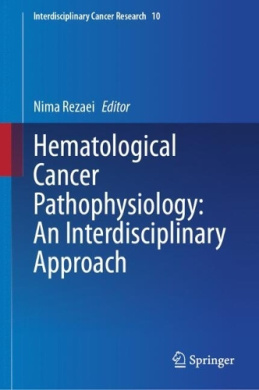 Interdisciplinary Cancer Research 10
Nima Rezaei Editor
Hematological
Cancer
Pathophysiology:
An Interdisciplinary
Approach
Springer